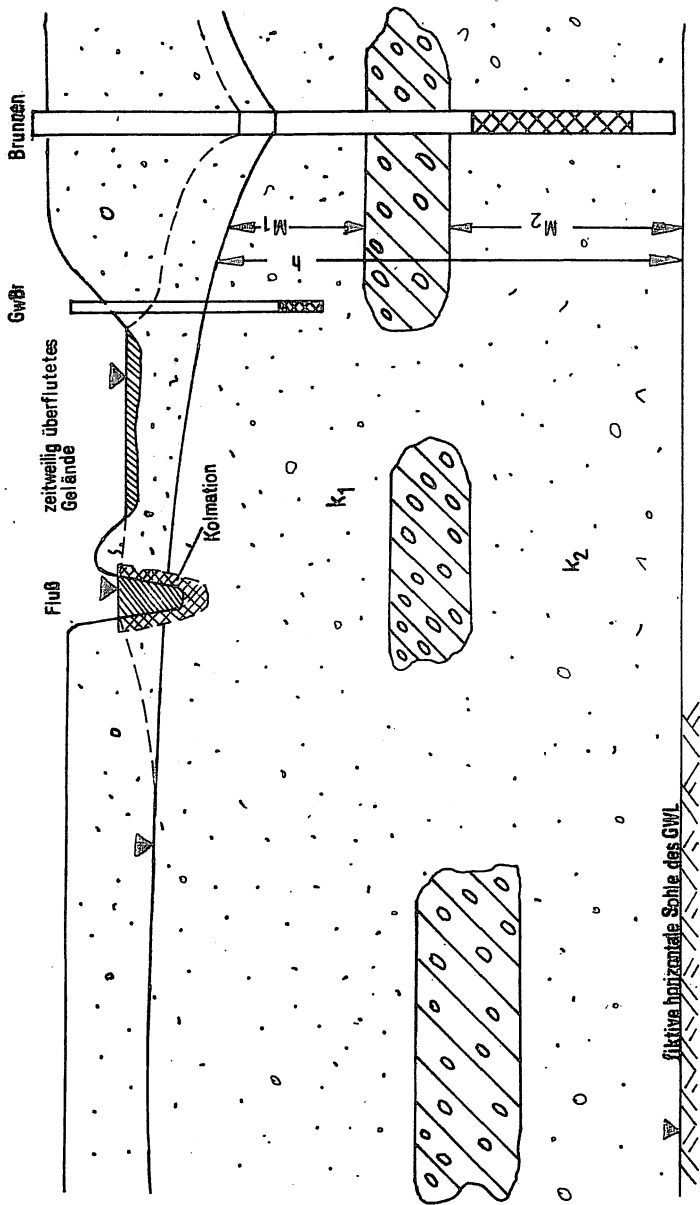 Fluß
zeitweilig überflutetes
Gelände
GwBr
Brunnen
Kolmation
M1
h
M2
k1
k2
fiktive horizontale Sohle des GWL